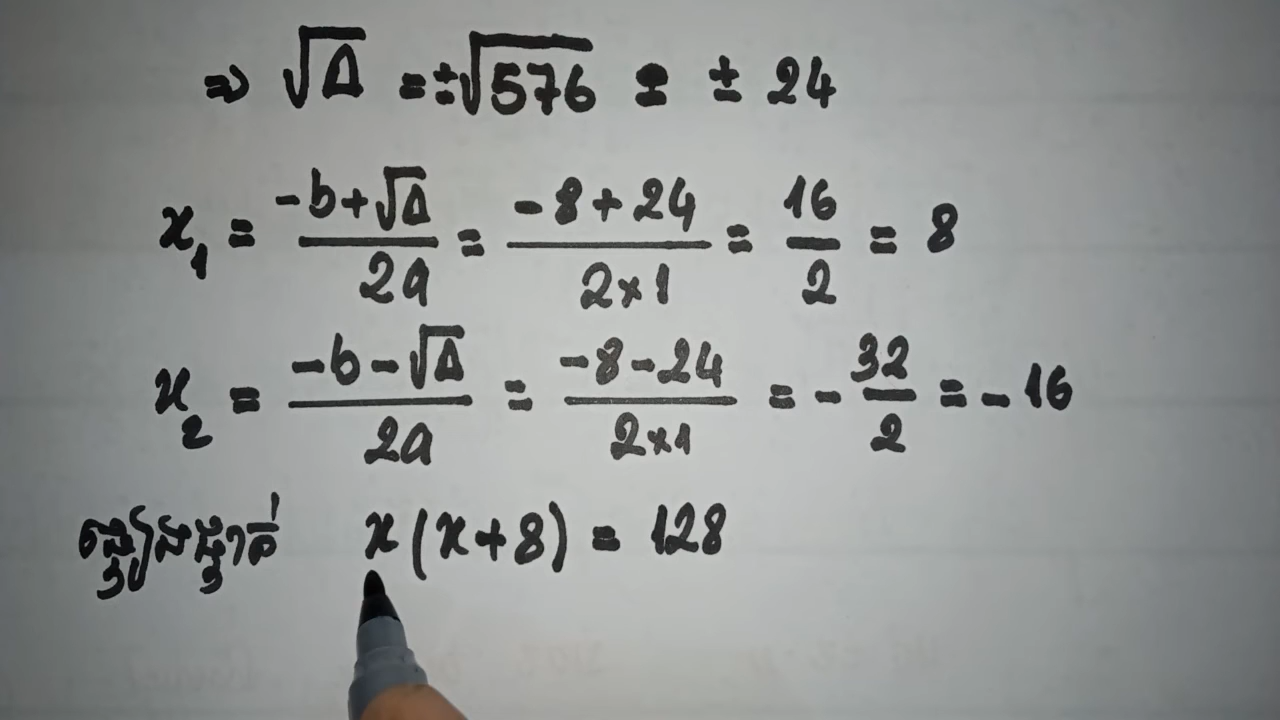 ⇒ √Δ = ±√576 = ± 24
x₁ = (-b+√Δ)/2a = (-8+24)/(2×1) = 16/2 = 8
x₂ = (-b-√Δ)/2a = (-8-24)/(2×1) = -32/2 = -16
ផ្ទៀងផ្ទាត់ x(x+8) = 128